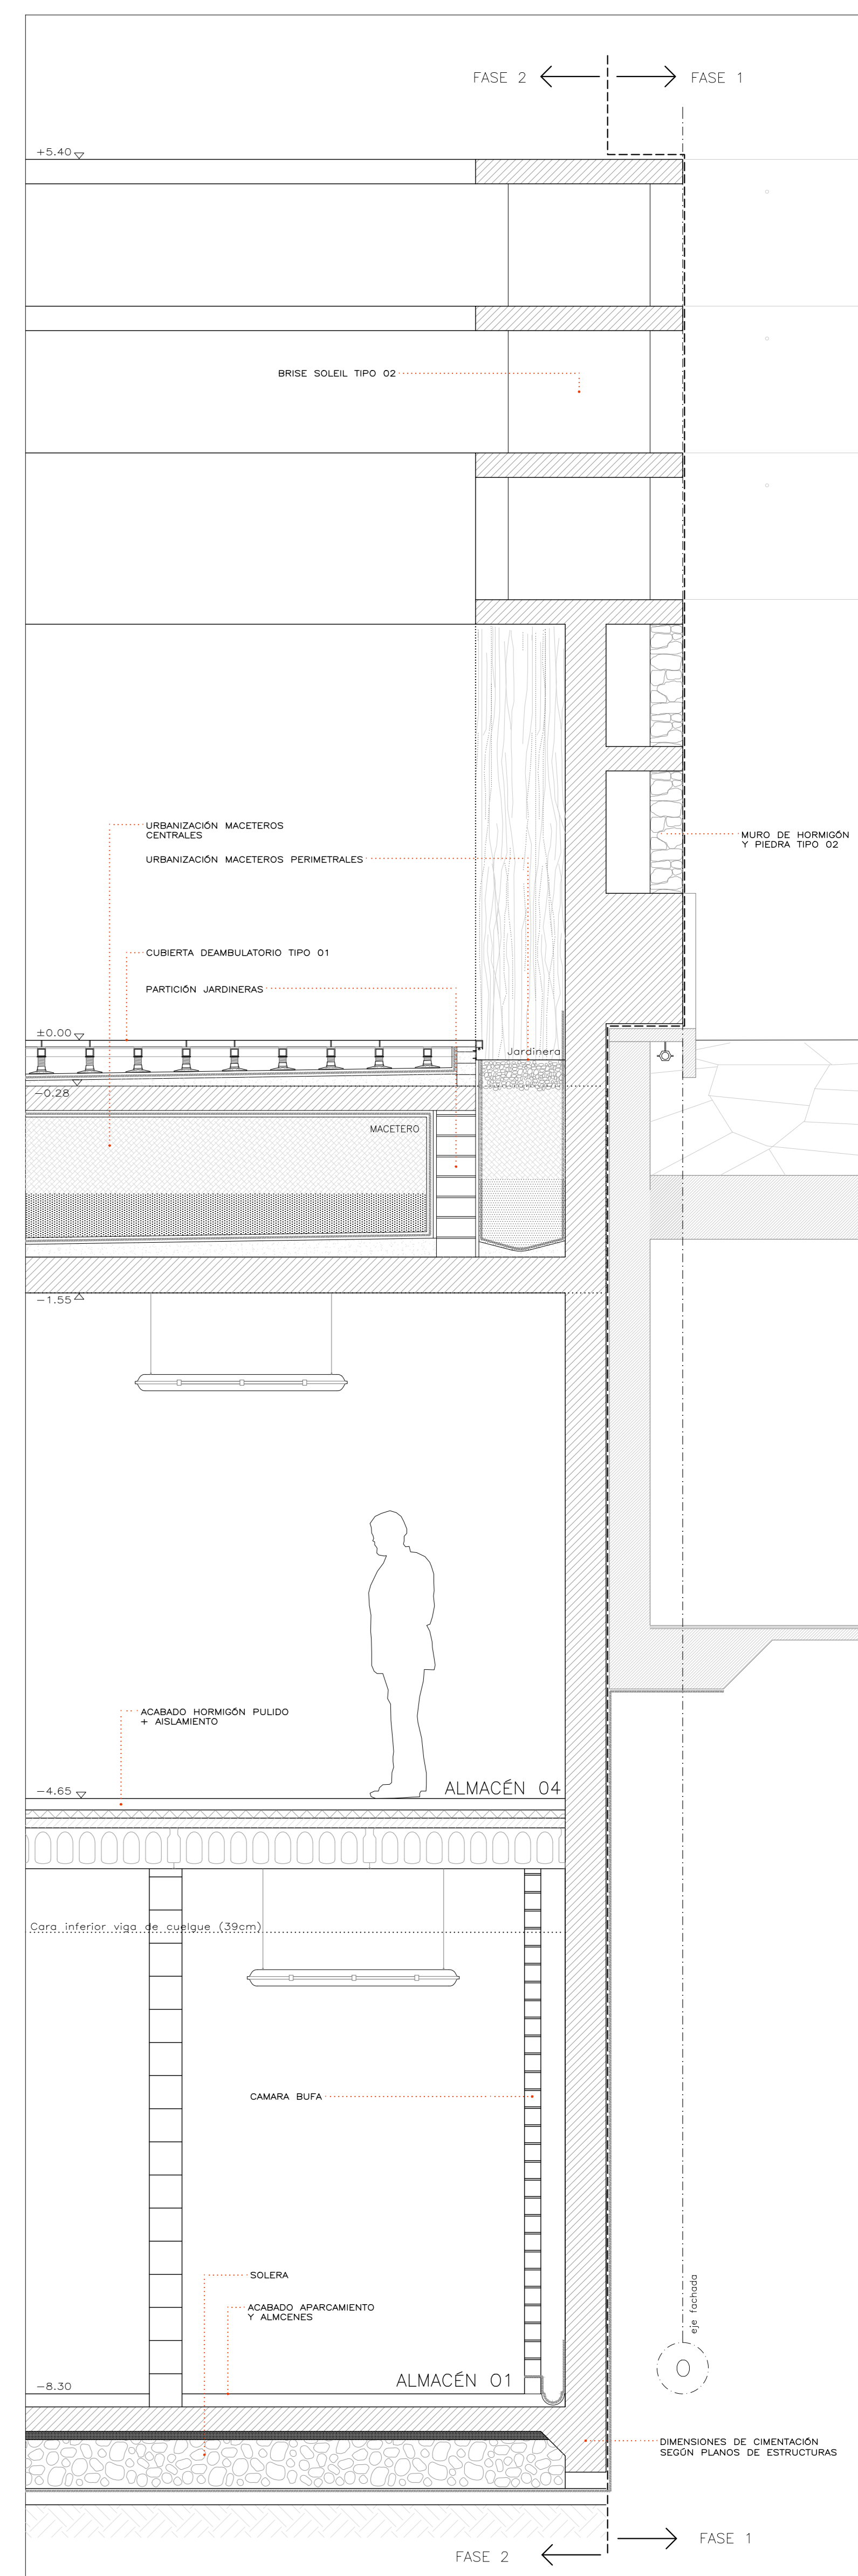 FASE 2
FASE 1
+5.40
BRISE SOLEIL TIPO 02
URBANIZACIÓN MACETEROS
CENTRALES
MURO DE HORMIGÓN
Y PIEDRA TIPO 02
URBANIZACIÓN MACETEROS PERIMETRALES
CUBIERTA DEAMBULATORIO TIPO 01
PARTICIÓN JARDINERAS
±0.00
Jardinera
−0.28
MACETERO
−1.55
ACABADO HORMIGÓN PULIDO
+ AISLAMIENTO
−4.65
ALMACÉN 04
Cara inferior viga de cuelgue (39cm)
CAMARA BUFA
SOLERA
eje fachada
ACABADO APARCAMIENTO
Y ALMCENES
O
−8.30
ALMACÉN 01
DIMENSIONES DE CIMENTACIÓN
SEGÚN PLANOS DE ESTRUCTURAS
FASE 1
FASE 2